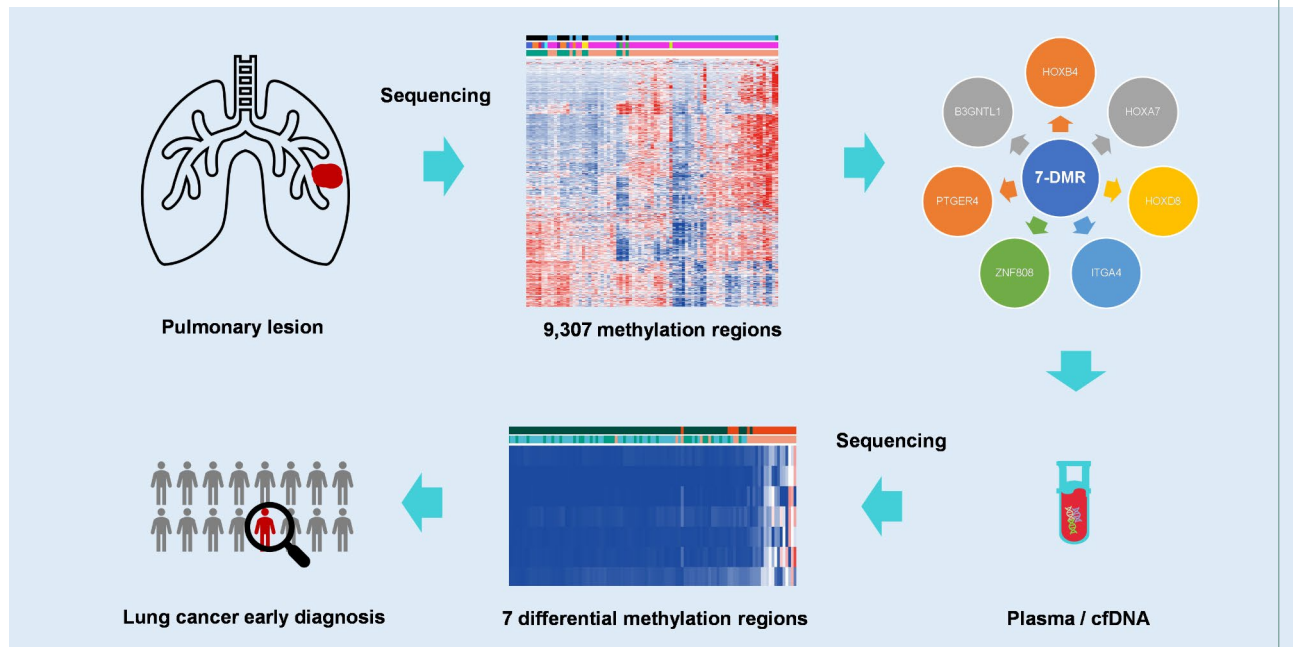 Sequencing
Pulmonary lesion
9,307 methylation regions
HOXB4
B3GNTL1
HOXA7
7-DMR
PTGER4
HOXD8
ZNF808
ITGA4
Sequencing
Lung cancer early diagnosis
7 differential methylation regions
Plasma / cfDNA